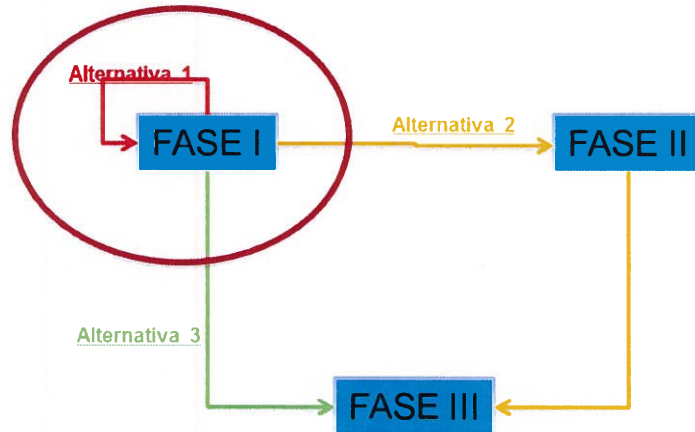 Alternativa 1
FASE I
Alternativa 2
FASE II
Alternativa 3
FASE III